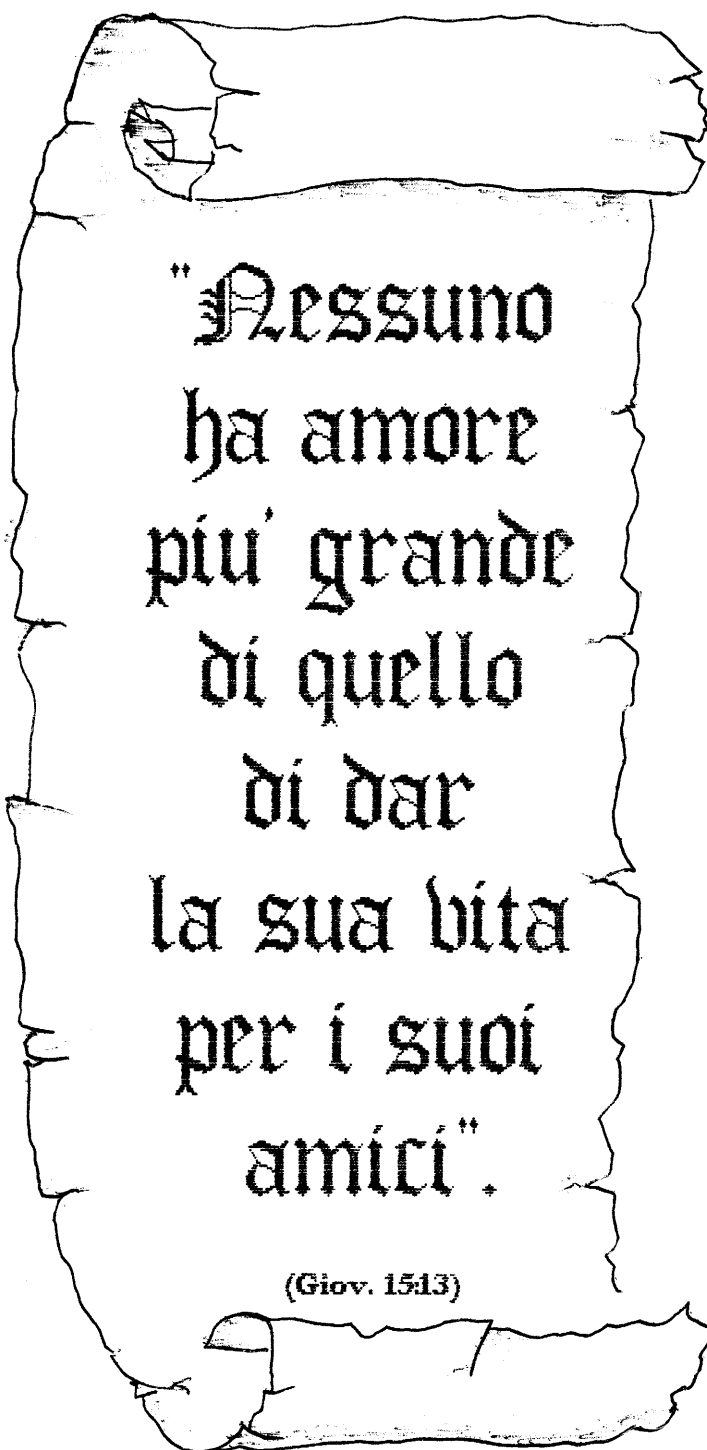 "Nessuno
ha amore
piu' grande
di quello
di dar
la sua vita
per i suoi
amici".
(Giov. 15:13)